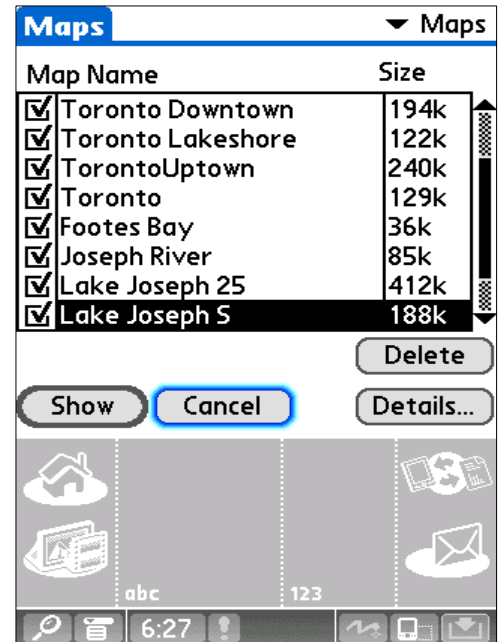 Maps Maps
Map Name Size
Toronto Downtown 194k
Toronto Lakeshore 122k
TorontoUptown 240k
Toronto 129k
Footes Bay 36k
Joseph River 85k
Lake Joseph 25 412k
Lake Joseph S 188k
Delete
Show Cancel Details...
abc 123
6:27